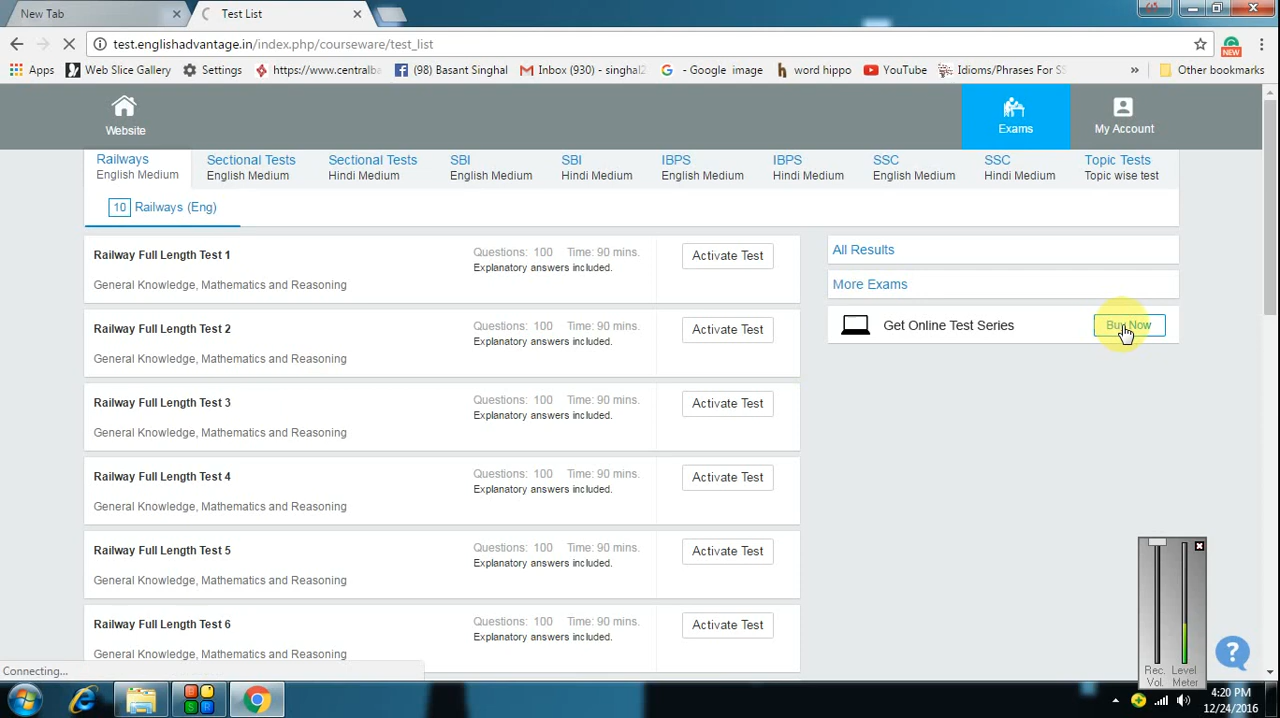 New Tab
Test List
test.englishadvantage.in/index.php/courseware/test_list
NEW
Apps
Web Slice Gallery
Settings
https://www.centralba
(98) Basant Singhal
Inbox (930) - singhal2
- Google image
word hippo
YouTube
Idioms/Phrases For SS
Other bookmarks
Website
Exams
My Account
Railways
English Medium
Sectional Tests
English Medium
Sectional Tests
Hindi Medium
SBI
English Medium
SBI
Hindi Medium
IBPS
English Medium
IBPS
Hindi Medium
SSC
English Medium
SSC
Hindi Medium
Topic Tests
Topic wise test
10 Railways (Eng)
Railway Full Length Test 1
General Knowledge, Mathematics and Reasoning
Questions: 100 Time: 90 mins.
Explanatory answers included.
Activate Test
Railway Full Length Test 2
General Knowledge, Mathematics and Reasoning
Questions: 100 Time: 90 mins.
Explanatory answers included.
Activate Test
Railway Full Length Test 3
General Knowledge, Mathematics and Reasoning
Questions: 100 Time: 90 mins.
Explanatory answers included.
Activate Test
Railway Full Length Test 4
General Knowledge, Mathematics and Reasoning
Questions: 100 Time: 90 mins.
Explanatory answers included.
Activate Test
Railway Full Length Test 5
General Knowledge, Mathematics and Reasoning
Questions: 100 Time: 90 mins.
Explanatory answers included.
Activate Test
Railway Full Length Test 6
General Knowledge, Mathematics and Reasoning
Questions: 100 Time: 90 mins.
Explanatory answers included.
Activate Test
All Results
More Exams
Get Online Test Series
Buy Now
Rec. Level
Vol. Meter
?
Connecting...
4:20 PM
12/24/2016